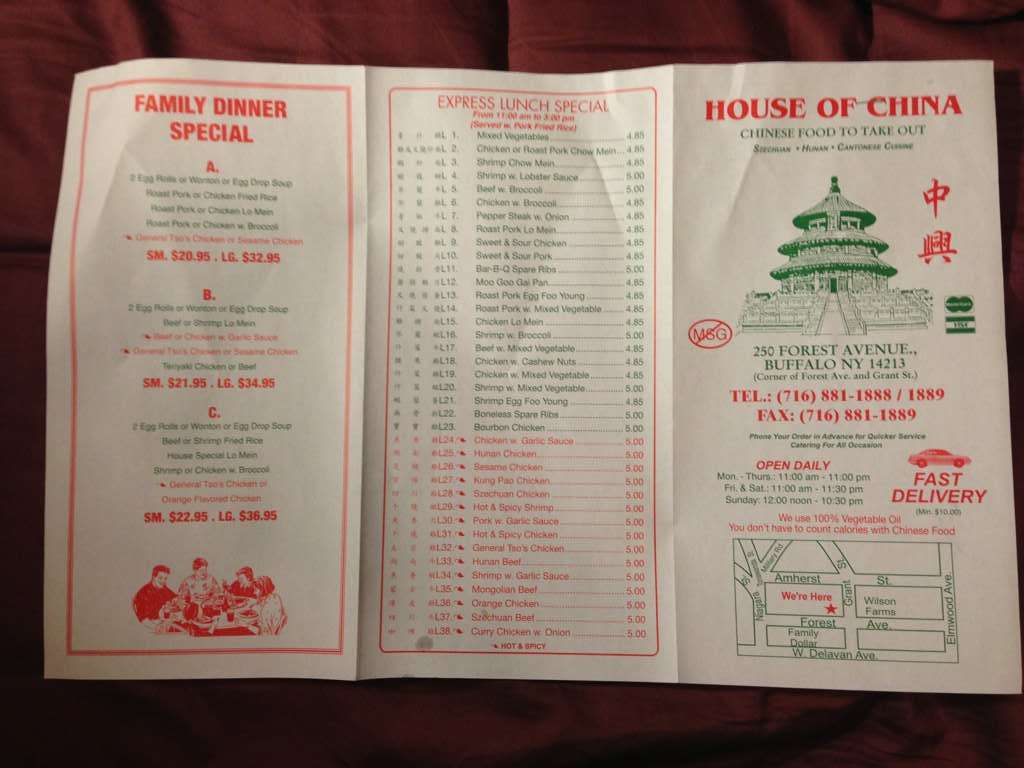 FAMILY DINNER
SPECIAL
A.
2 Egg Rolls or Wonton or Egg Drop Soup
Roast Pork or Chicken Fried Rice
Roast Pork or Chicken Lo Mein
Roast Pork or Chicken w. Broccoli
General Tso's Chicken or Sesame Chicken
SM. $20.95 . LG. $32.95
B.
2 Egg Rolls or Wonton or Egg Drop Soup
Beef or Shrimp Lo Mein
Beef or Chicken w. Garlic Sauce
General Tso's Chicken or Sesame Chicken
Teriyaki Chicken or Beef
SM. $21.95 . LG. $34.95
C.
2 Egg Rolls or Wonton or Egg Drop Soup
Beef or Shrimp Fried Rice
House Special Lo Mein
Shrimp or Chicken w. Broccoli
General Tso's Chicken or
Orange Flavored Chicken
SM. $22.95 . LG. $36.95
EXPRESS LUNCH SPECIAL
From 11:00 am to 3:00 pm
(Served w. Pork Fried Rice)
L 1. Mixed Vegetables 4.85
L 2. Chicken or Roast Pork Chow Mein 4.85
L 3. Shrimp Chow Mein 4.85
L 4. Shrimp w. Lobster Sauce 5.00
L 5. Beef w. Broccoli 5.00
L 6. Chicken w. Broccoli 5.00
L 7. Pepper Steak w. Onion 4.85
L 8. Roast Pork Lo Mein 4.85
L 9. Sweet & Sour Chicken 4.85
L10. Sweet & Sour Pork 4.85
L11. Bar-B-Q Spare Ribs 5.00
L12. Moo Goo Gai Pan 4.85
L13. Roast Pork Egg Foo Young 4.85
L14. Roast Pork w. Mixed Vegetable 4.85
L15. Chicken Lo Mein 4.85
L16. Shrimp w. Broccoli 5.00
L17. Beef w. Mixed Vegetable 4.85
L18. Chicken w. Cashew Nuts 4.85
L19. Chicken w. Mixed Vegetable 4.85
L20. Shrimp w. Mixed Vegetable 5.00
L21. Shrimp Egg Foo Young 4.85
L22. Boneless Spare Ribs 5.00
L23. Bourbon Chicken 5.00
L24. Chicken w. Garlic Sauce 5.00
L25. Hunan Chicken 5.00
L26. Sesame Chicken 5.00
L27. Kung Pao Chicken 5.00
L28. Szechuan Chicken 5.00
L29. Hot & Spicy Shrimp 5.00
L30. Pork w. Garlic Sauce 5.00
L31. Hot & Spicy Chicken 5.00
L32. General Tso's Chicken 5.00
L33. Hunan Beef 5.00
L34. Shrimp w. Garlic Sauce 5.00
L35. Mongolian Beef 5.00
L36. Orange Chicken 5.00
L37. Szechuan Beef 5.00
L38. Curry Chicken w. Onion 5.00
HOT & SPICY
HOUSE OF CHINA
CHINESE FOOD TO TAKE OUT
SZECHUAN • HUNAN • CANTONESE CUISINE
中
興
MasterCard
VISA
MSG
250 FOREST AVENUE.,
BUFFALO NY 14213
(Corner of Forest Ave. and Grant St.)
TEL.: (716) 881-1888 / 1889
FAX: (716) 881-1889
Phone Your Order in Advance for Quicker Service
Catering For All Occasion
OPEN DAILY
Mon. - Thurs.: 11:00 am - 11:00 pm
Fri. & Sat.: 11:00 am - 11:30 pm
Sunday: 12:00 noon - 10:30 pm
FAST
DELIVERY
(Min. $10.00)
We use 100% Vegetable Oil
You don't have to count calories with Chinese Food
Military Rd
Amherst St.
Niagara
Grant St.
We're Here
Wilson
Farms
Elmwood Ave.
Forest Ave.
Family
Dollar
W. Delavan Ave.